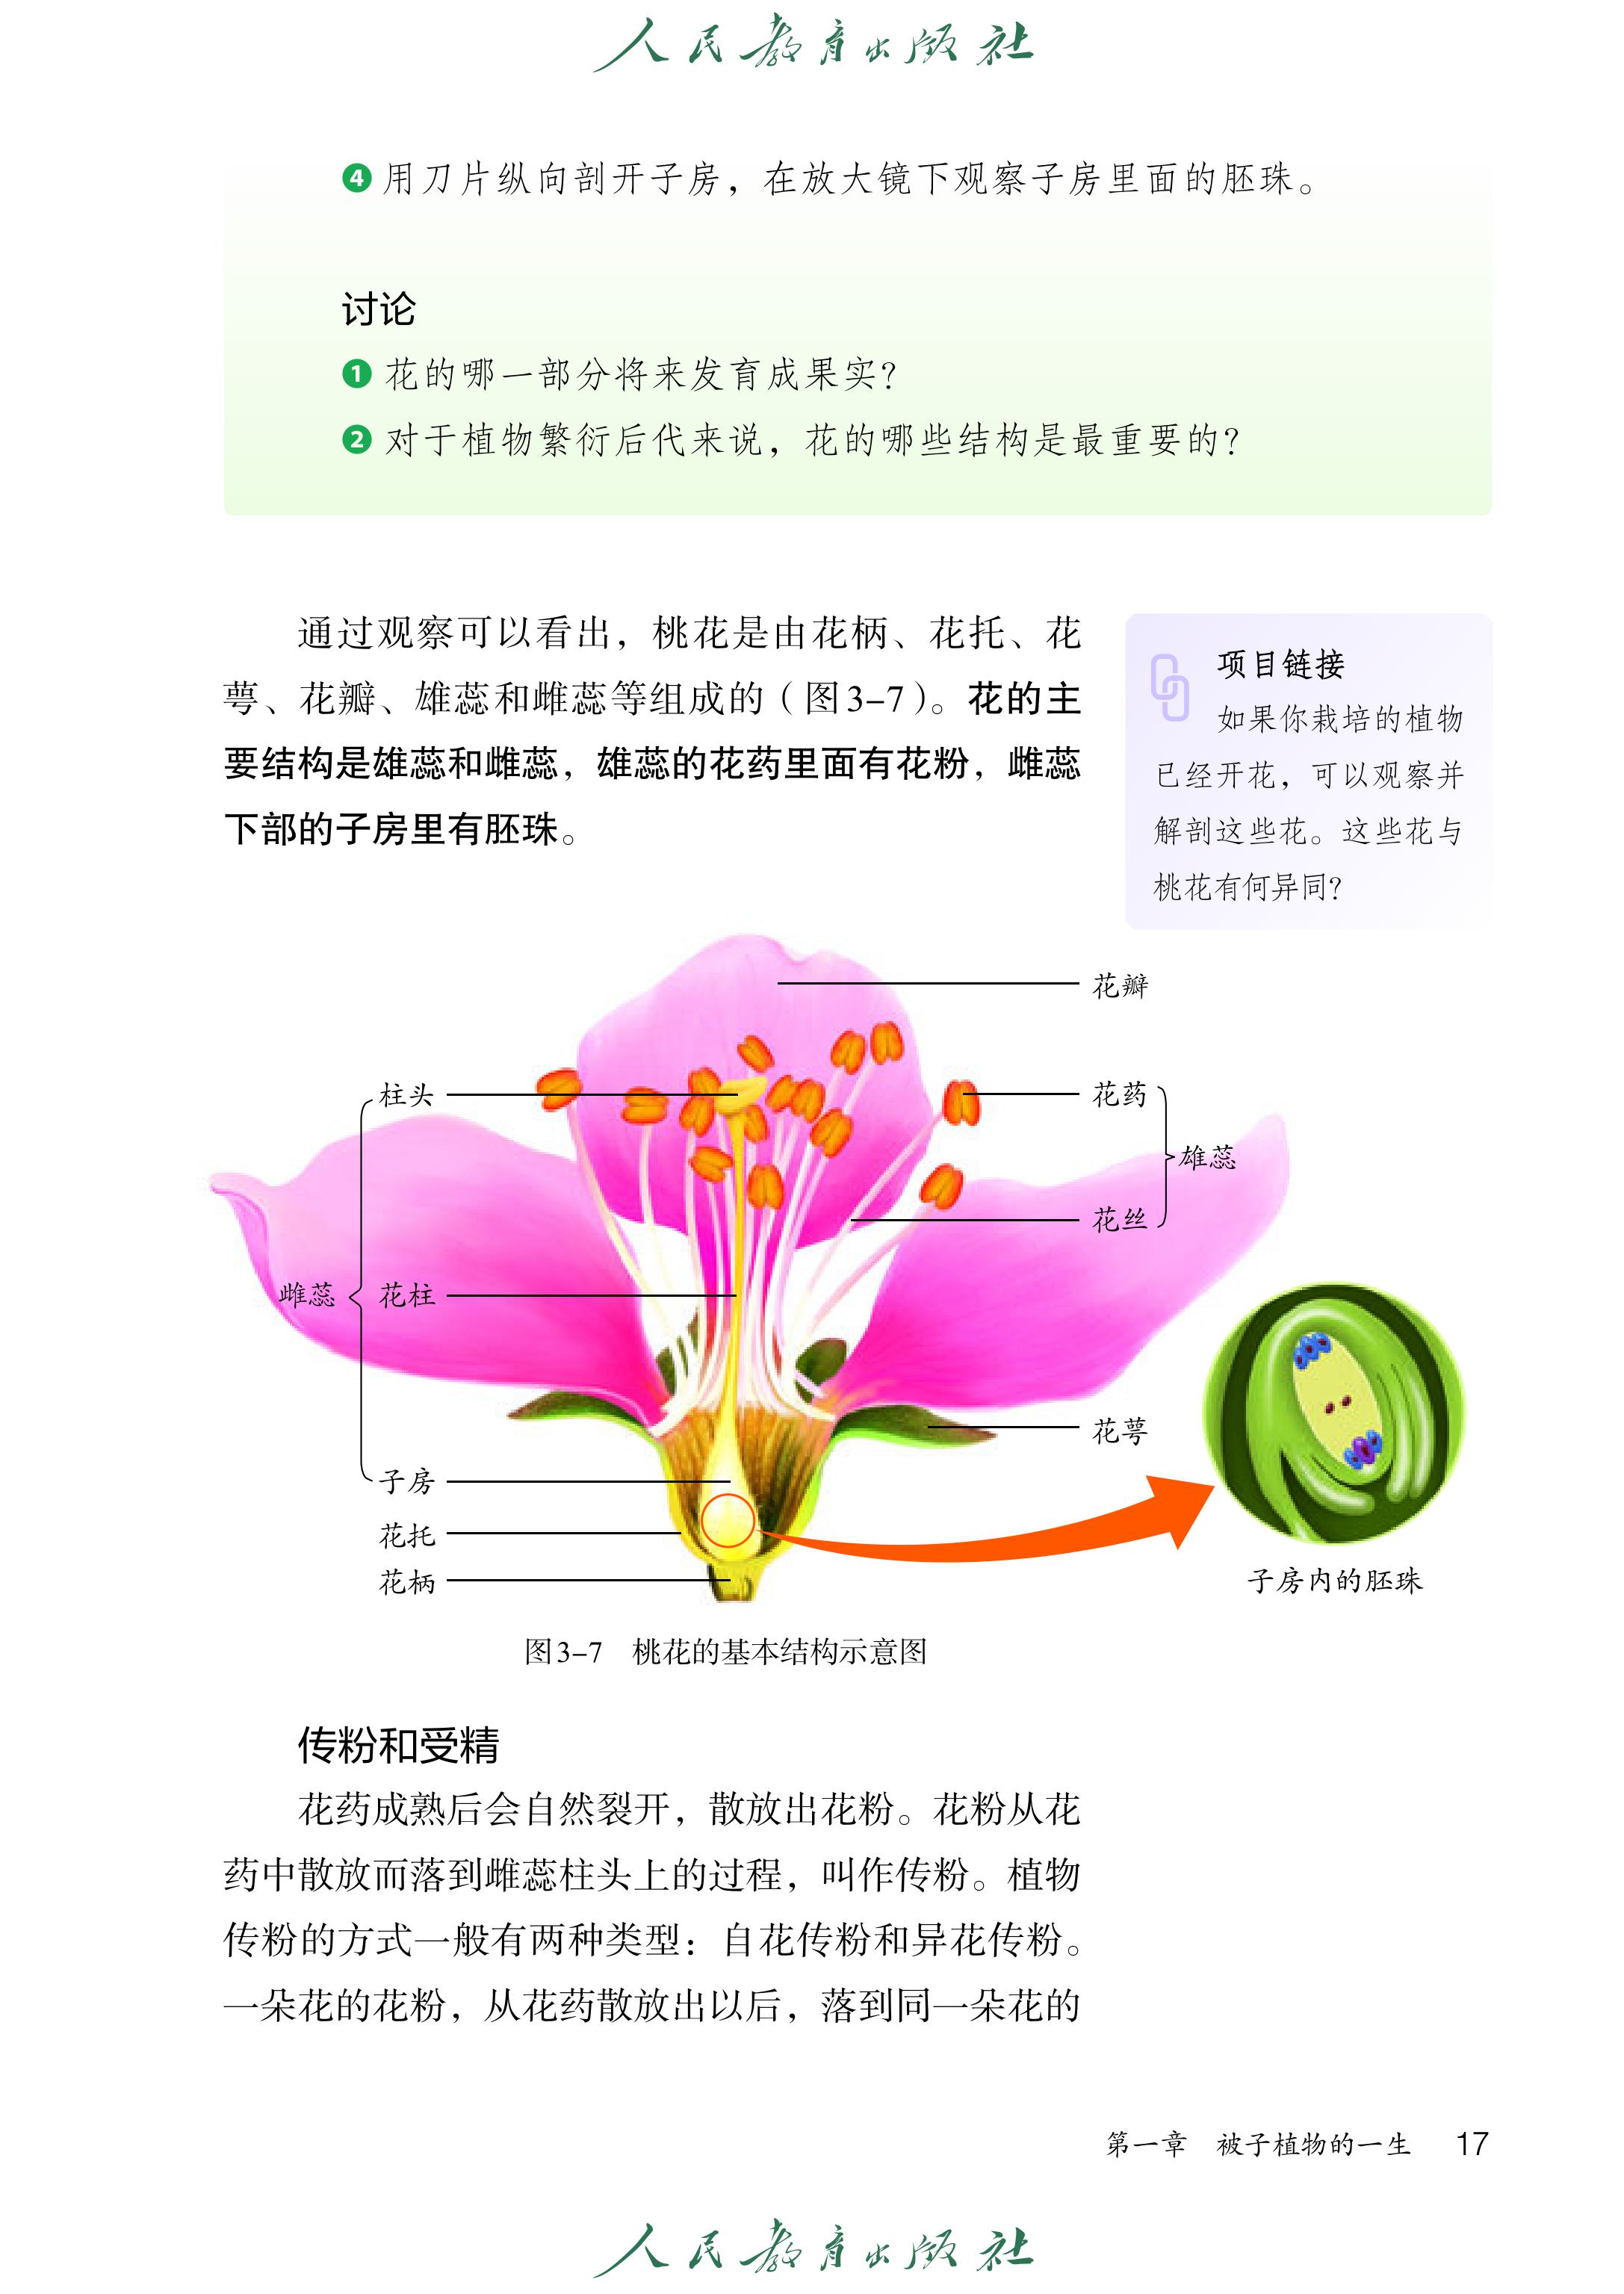 人民教育出版社
4 用刀片纵向剖开子房，在放大镜下观察子房里面的胚珠。
讨论
1 花的哪一部分将来发育成果实？
2 对于植物繁衍后代来说，花的哪些结构是最重要的？
通过观察可以看出，桃花是由花柄、花托、花
萼、花瓣、雄蕊和雌蕊等组成的（图3-7）。花的主
要结构是雄蕊和雌蕊，雄蕊的花药里面有花粉，雌蕊
下部的子房里有胚珠。
项目链接
如果你栽培的植物
已经开花，可以观察并
解剖这些花。这些花与
桃花有何异同？
花瓣
柱头
花药
雄蕊
花丝
雌蕊
花柱
花萼
子房
花托
花柄
子房内的胚珠
图3-7 桃花的基本结构示意图
传粉和受精
花药成熟后会自然裂开，散放出花粉。花粉从花
药中散放而落到雌蕊柱头上的过程，叫作传粉。植物
传粉的方式一般有两种类型：自花传粉和异花传粉。
一朵花的花粉，从花药散放出以后，落到同一朵花的
第一章 被子植物的一生 17
人民教育出版社